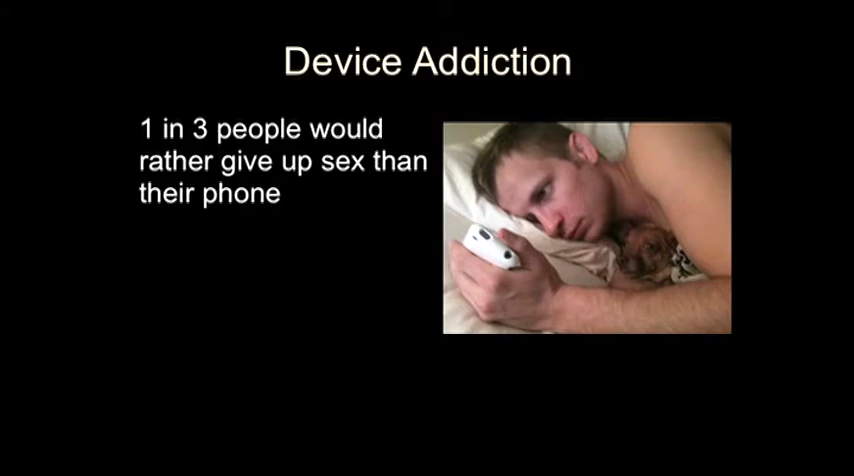 Device Addiction
1 in 3 people would
rather give up sex than
their phone